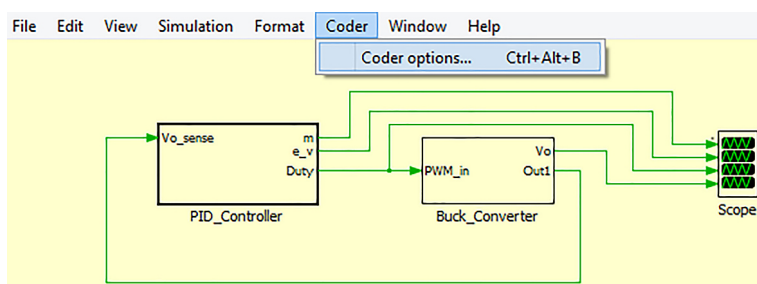 File Edit View Simulation Format Coder Window Help
Coder options... Ctrl+Alt+B
Vo_sense
m
e_v
Duty
PID_Controller
PWM_in
Vo
Out1
Buck_Converter
Scope